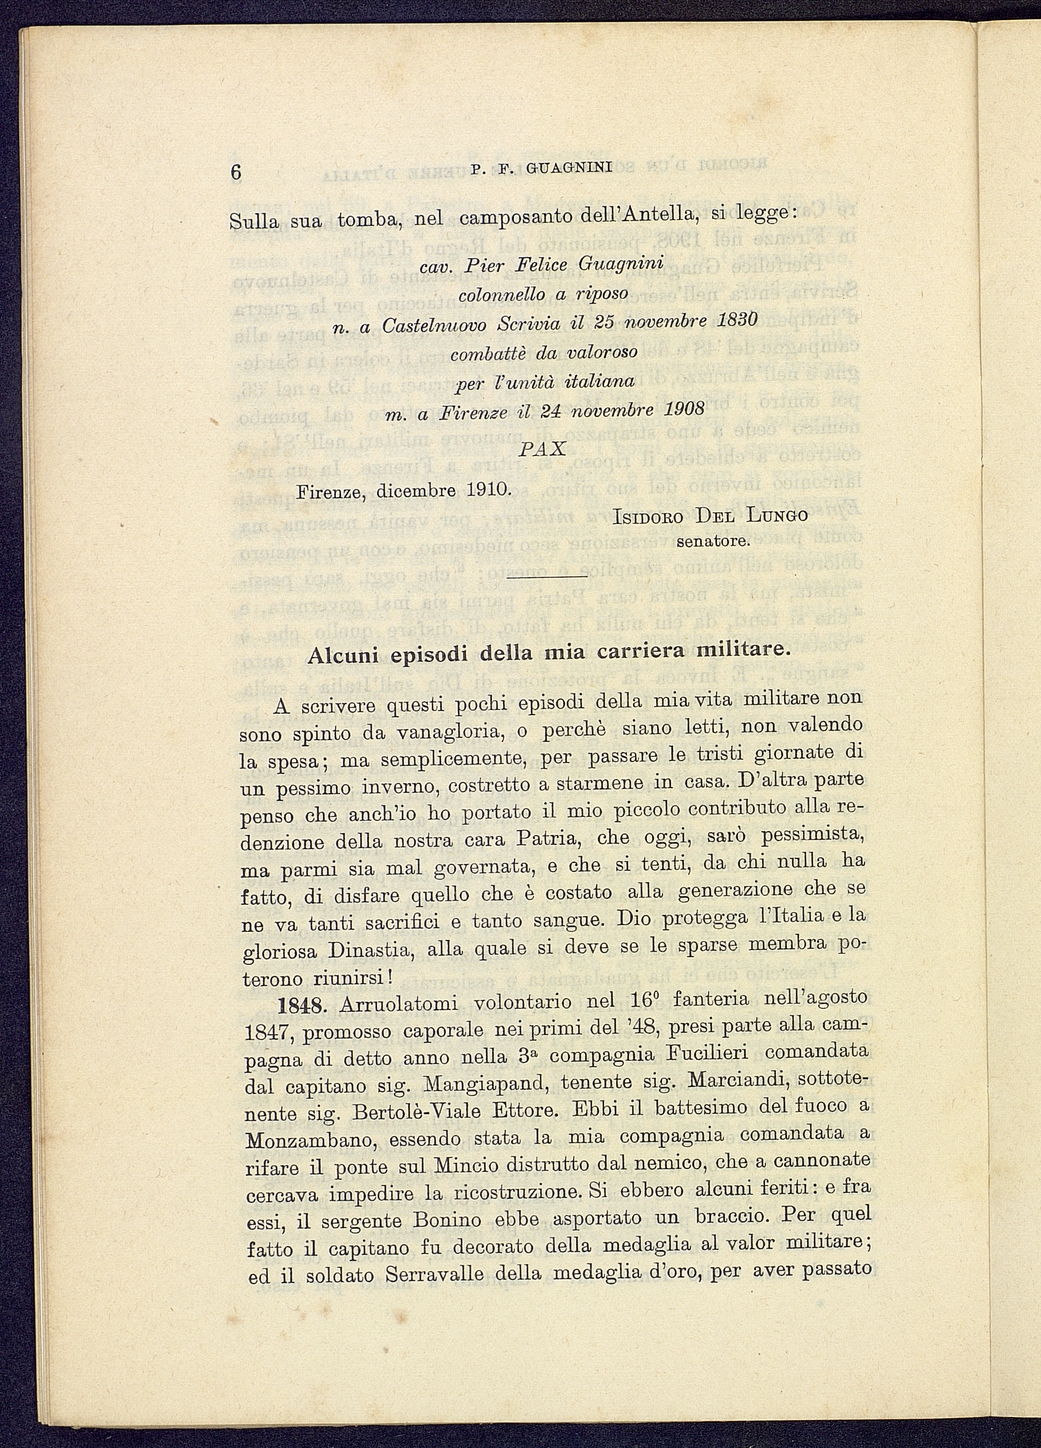 6 P. F. GUAGNINI
Sulla sua tomba, nel camposanto dell'Antella, si legge:
cav. Pier Felice Guagnini
colonnello a riposo
n. a Castelnuovo Scrivia il 25 novembre 1830
combattè da valoroso
per l'unità italiana
m. a Firenze il 24 novembre 1908
PAX
Firenze, dicembre 1910.
ISIDORO DEL LUNGO
senatore.
Alcuni episodi della mia carriera militare.
A scrivere questi pochi episodi della mia vita militare non
sono spinto da vanagloria, o perchè siano letti, non valendo
la spesa; ma semplicemente, per passare le tristi giornate di
un pessimo inverno, costretto a starmene in casa. D'altra parte
penso che anch'io ho portato il mio piccolo contributo alla re-
denzione della nostra cara Patria, che oggi, sarò pessimista,
ma parmi sia mal governata, e che si tenti, da chi nulla ha
fatto, di disfare quello che è costato alla generazione che se
ne va tanti sacrifici e tanto sangue. Dio protegga l'Italia e la
gloriosa Dinastia, alla quale si deve se le sparse membra po-
terono riunirsi!
1848. Arruolatomi volontario nel 16º fanteria nell'agosto
1847, promosso caporale nei primi del '48, presi parte alla cam-
pagna di detto anno nella 3ª compagnia Fucilieri comandata
dal capitano sig. Mangiapand, tenente sig. Marciandi, sottote-
nente sig. Bertolè-Viale Ettore. Ebbi il battesimo del fuoco a
Monzambano, essendo stata la mia compagnia comandata a
rifare il ponte sul Mincio distrutto dal nemico, che a cannonate
cercava impedire la ricostruzione. Si ebbero alcuni feriti: e fra
essi, il sergente Bonino ebbe asportato un braccio. Per quel
fatto il capitano fu decorato della medaglia al valor militare;
ed il soldato Serravalle della medaglia d'oro, per aver passato